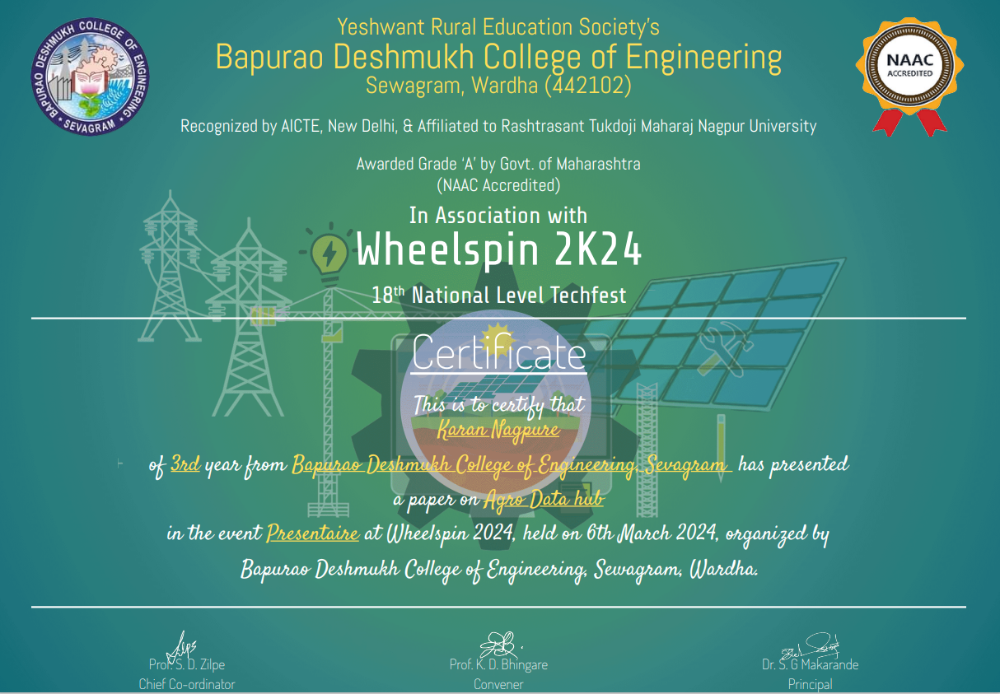 Yeshwant Rural Education Society's
Bapurao Deshmukh College of Engineering
Sewagram, Wardha (442102)
BAPURAO DESHMUKH COLLEGE OF ENGINEERING
• SEVAGRAM •
NAAC
ACCREDITED
Recognized by AICTE, New Delhi, & Affiliated to Rashtrasant Tukdoji Maharaj Nagpur University
Awarded Grade ‘A’ by Govt. of Maharashtra
(NAAC Accredited)
In Association with
Wheelspin 2K24
18th National Level Techfest
Certificate
This is to certify that
Karan Nagpure
of 3rd year from Bapurao Deshmukh College of Engineering, Sevagram has presented
a paper on Agro Data hub
in the event Presentaire at Wheelspin 2024, held on 6th March 2024, organized by
Bapurao Deshmukh College of Engineering, Sewagram, Wardha.
Prof. S. D. Zilpe
Chief Co-ordinator
Prof. K. D. Bhingare
Convener
Dr. S. G Makarande
Principal